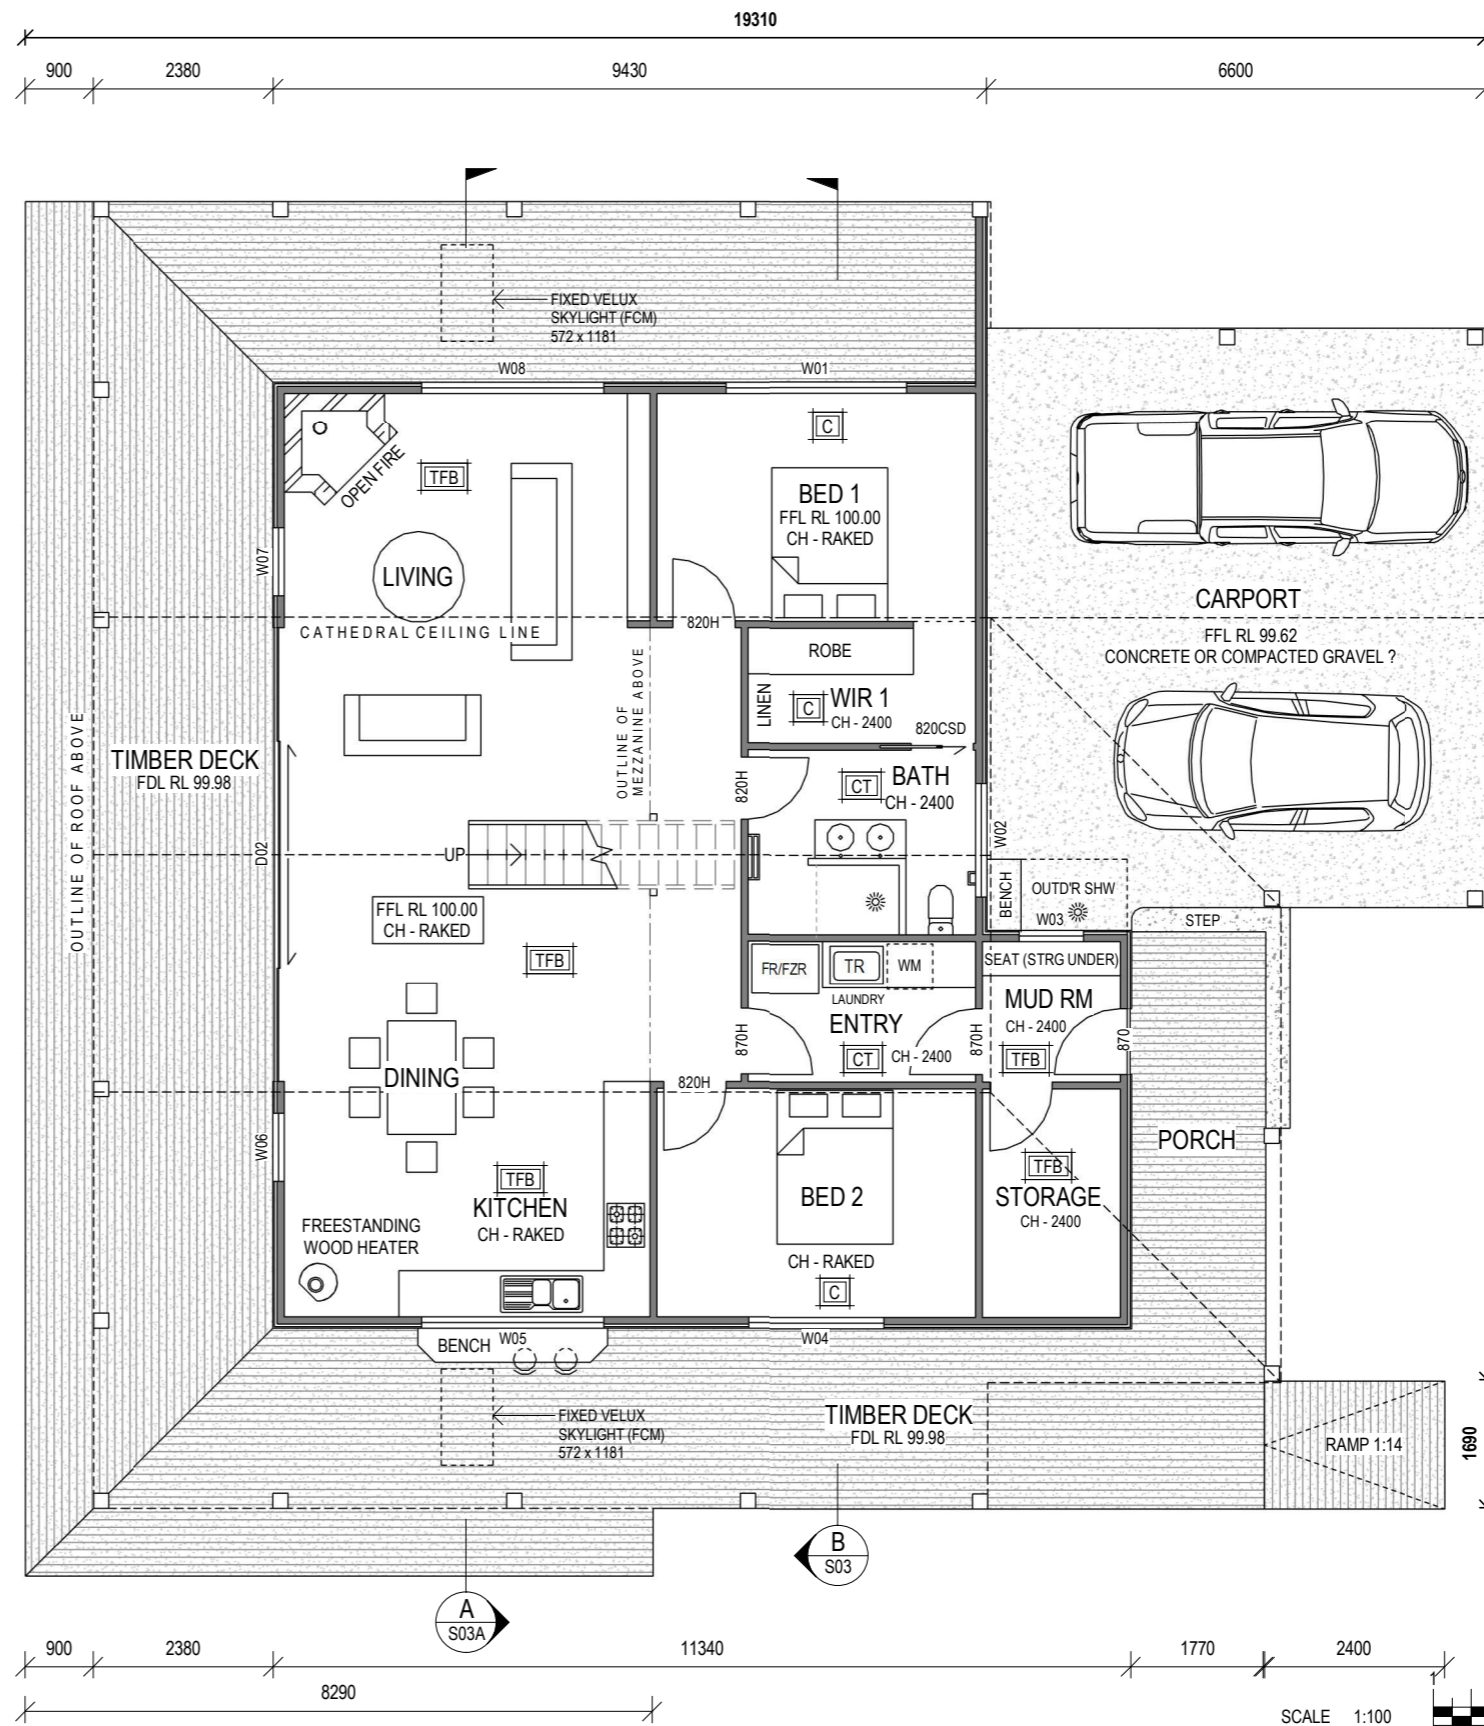 19310
900 2380 9430 6600
FIXED VELUX
SKYLIGHT (FCM)
572 x 1181
W08 W01
C
OPEN FIRE
TFB
BED 1
FFL RL 100.00
CH - RAKED
W07
LIVING
CARPORT
CATHEDRAL CEILING LINE
820H
FFL RL 99.62
CONCRETE OR COMPACTED GRAVEL ?
ROBE
LINEN
C
WIR 1
CH - 2400
820CSD
OUTLINE OF
MEZZANINE ABOVE
OUTLINE OF ROOF ABOVE
TIMBER DECK
FDL RL 99.98
820H
CT
BATH
CH - 2400
W02
D02
UP
BENCH
OUTD'R SHW
W03
STEP
FFL RL 100.00
CH - RAKED
TFB
FR/FZR
TR
WM
SEAT (STRG UNDER)
LAUNDRY
ENTRY
CT
CH - 2400
MUD RM
CH - 2400
TFB
870H
870H
870
DINING
820H
W06
PORCH
TFB
KITCHEN
CH - RAKED
BED 2
TFB
STORAGE
CH - 2400
FREESTANDING
WOOD HEATER
CH - RAKED
C
BENCH
W05
W04
FIXED VELUX
SKYLIGHT (FCM)
572 x 1181
TIMBER DECK
FDL RL 99.98
RAMP 1:14
1690
B
S03
A
S03A
900 2380 11340 1770 2400
8290
1
SCALE 1:100